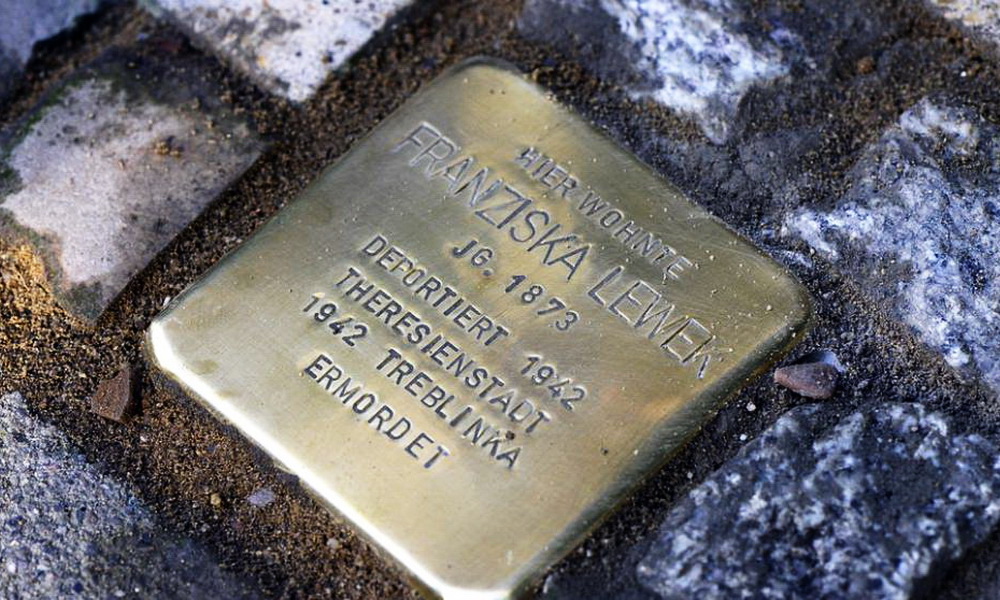 HIER WOHNTE
FRANZISKA LEWEK
JG. 1873
DEPORTIERT 1942
THERESIENSTADT
1942 TREBLINKA
ERMORDET